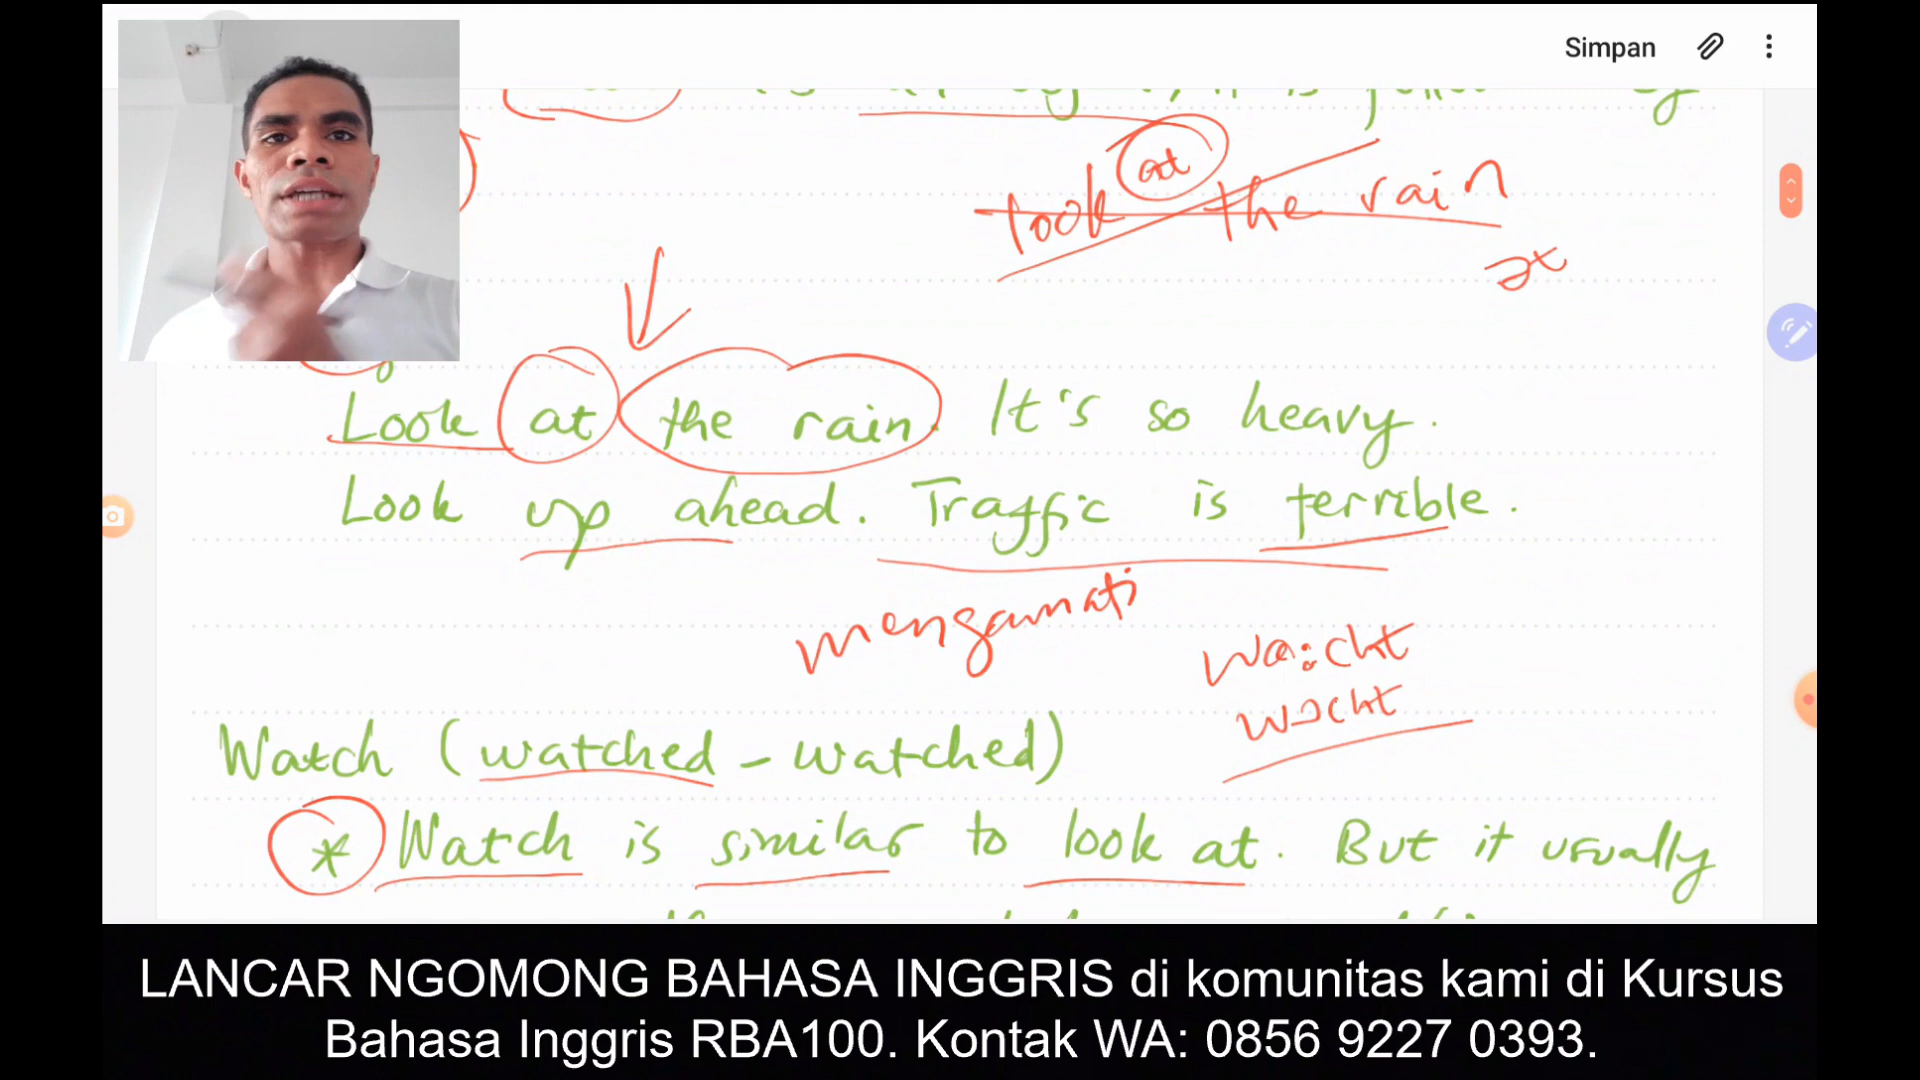 Simpan
look at the rain
Look at the rain. It's so heavy.
Look up ahead. Traffic is terrible.
mengamati
wa:cht
wɔcht
Watch (watched - watched)
* Watch is similar to look at. But it usually
LANCAR NGOMONG BAHASA INGGRIS di komunitas kami di Kursus
Bahasa Inggris RBA100. Kontak WA: 0856 9227 0393.